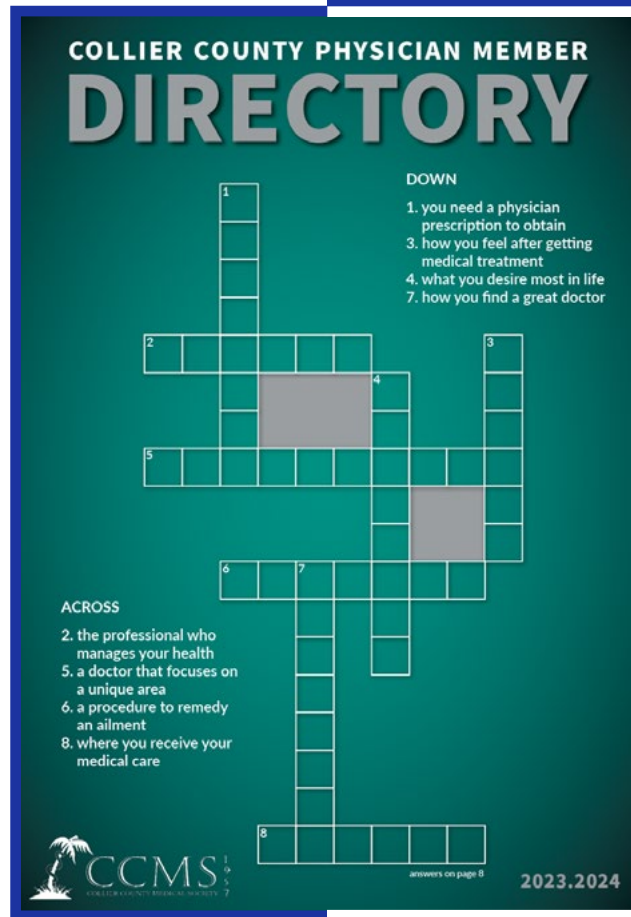 COLLIER COUNTY PHYSICIAN MEMBER
DIRECTORY
DOWN
1. you need a physician
prescription to obtain
3. how you feel after getting
medical treatment
4. what you desire most in life
7. how you find a great doctor
1
2
3
4
5
6
7
8
ACROSS
2. the professional who
manages your health
5. a doctor that focuses on
a unique area
6. a procedure to remedy
an ailment
8. where you receive your
medical care
CCMS
1957
COLLIER COUNTY MEDICAL SOCIETY
answers on page 8
2023.2024